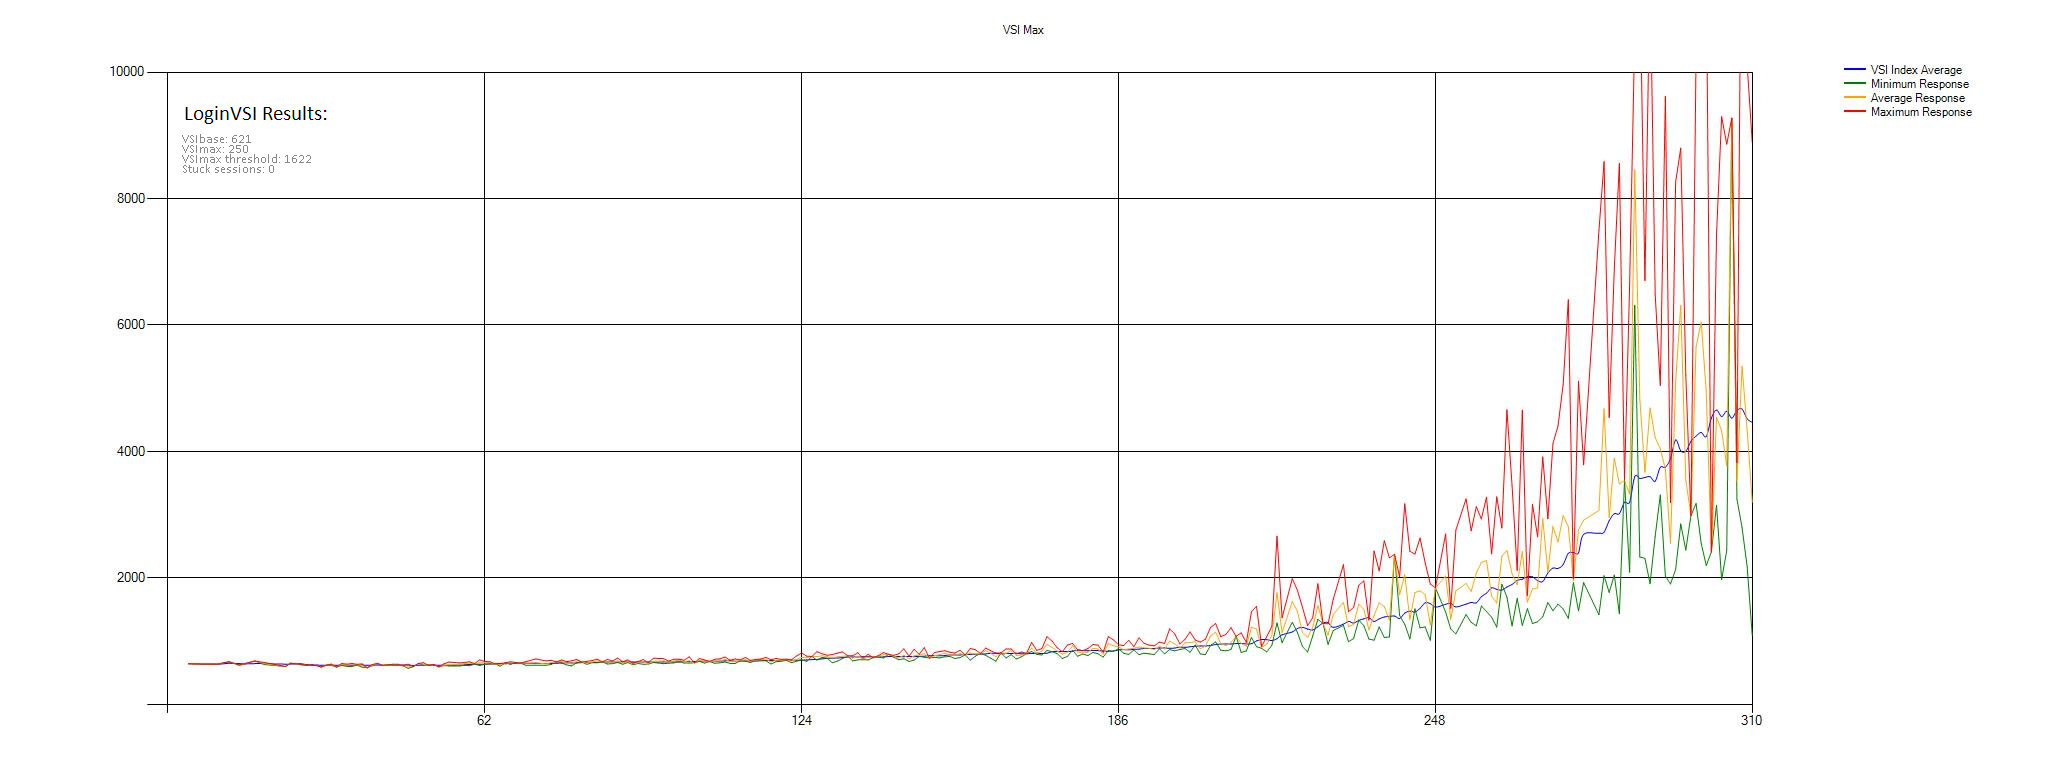 VSI Max
10000
8000
6000
4000
2000
LoginVSI Results:
VSIbase: 621
VSImax: 250
VSImax threshold: 1622
Stuck sessions: 0
VSI Index Average
Minimum Response
Average Response
Maximum Response
62
124
186
248
310